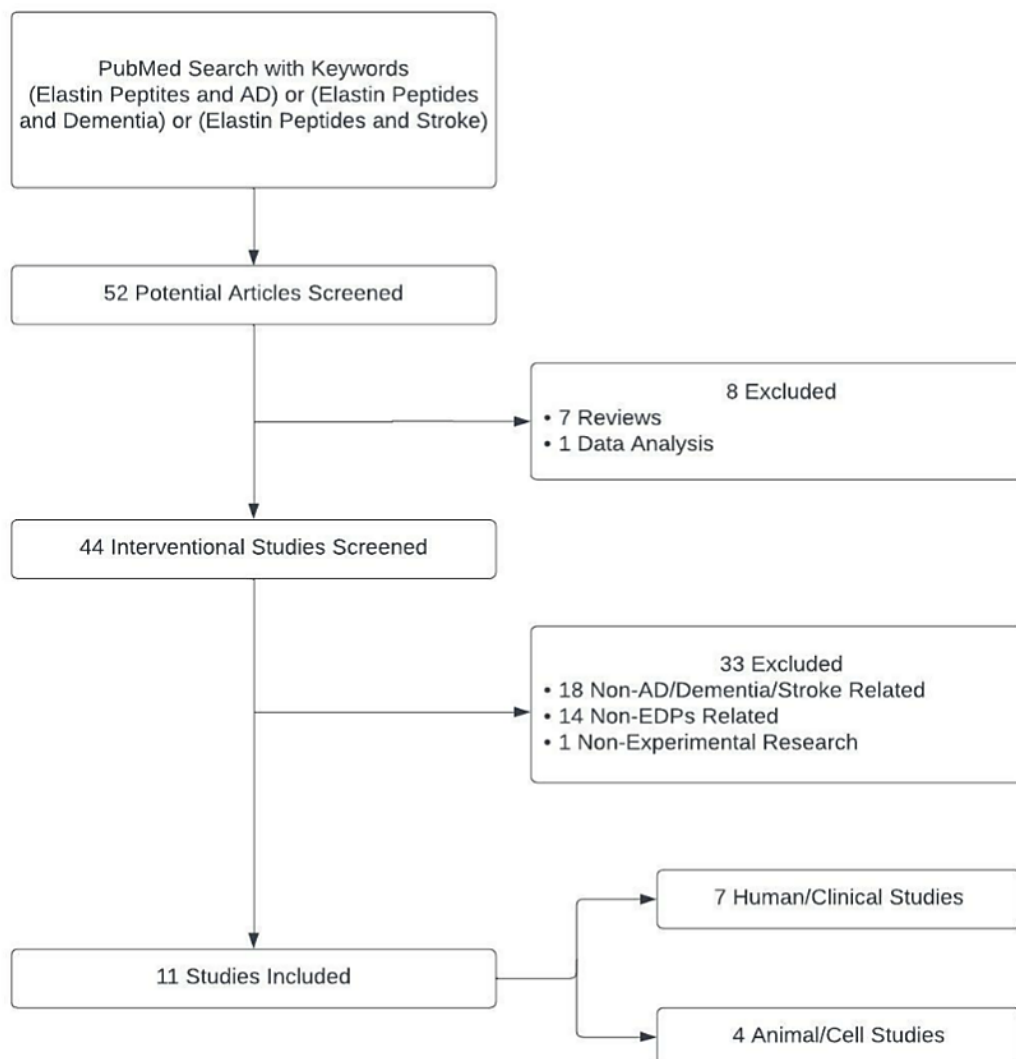 PubMed Search with Keywords
(Elastin Peptites and AD) or (Elastin Peptides
and Dementia) or (Elastin Peptides and Stroke)
52 Potential Articles Screened
8 Excluded
• 7 Reviews
• 1 Data Analysis
44 Interventional Studies Screened
33 Excluded
• 18 Non-AD/Dementia/Stroke Related
• 14 Non-EDPs Related
• 1 Non-Experimental Research
7 Human/Clinical Studies
11 Studies Included
4 Animal/Cell Studies